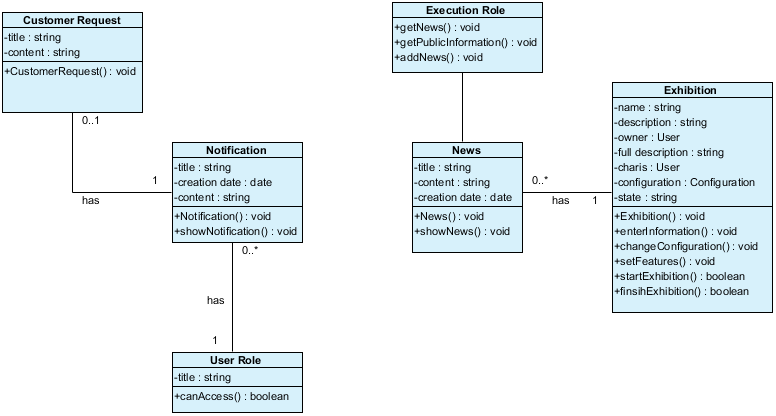 Customer Request
-title : string
-content : string
+CustomerRequest() : void
0..1
1
has
Notification
-title : string
-creation date : date
-content : string
+Notification() : void
+showNotification() : void
0..*
has
1
User Role
-title : string
+canAccess() : boolean
Execution Role
+getNews() : void
+getPublicInformation() : void
+addNews() : void
News
-title : string
-content : string
-creation date : date
+News() : void
+showNews() : void
0..*
has
1
Exhibition
-name : string
-description : string
-owner : User
-full description : string
-charis : User
-configuration : Configuration
-state : string
+Exhibition() : void
+enterInformation() : void
+changeConfiguration() : void
+setFeatures() : void
+startExhibition() : boolean
+finsihExhibition() : boolean